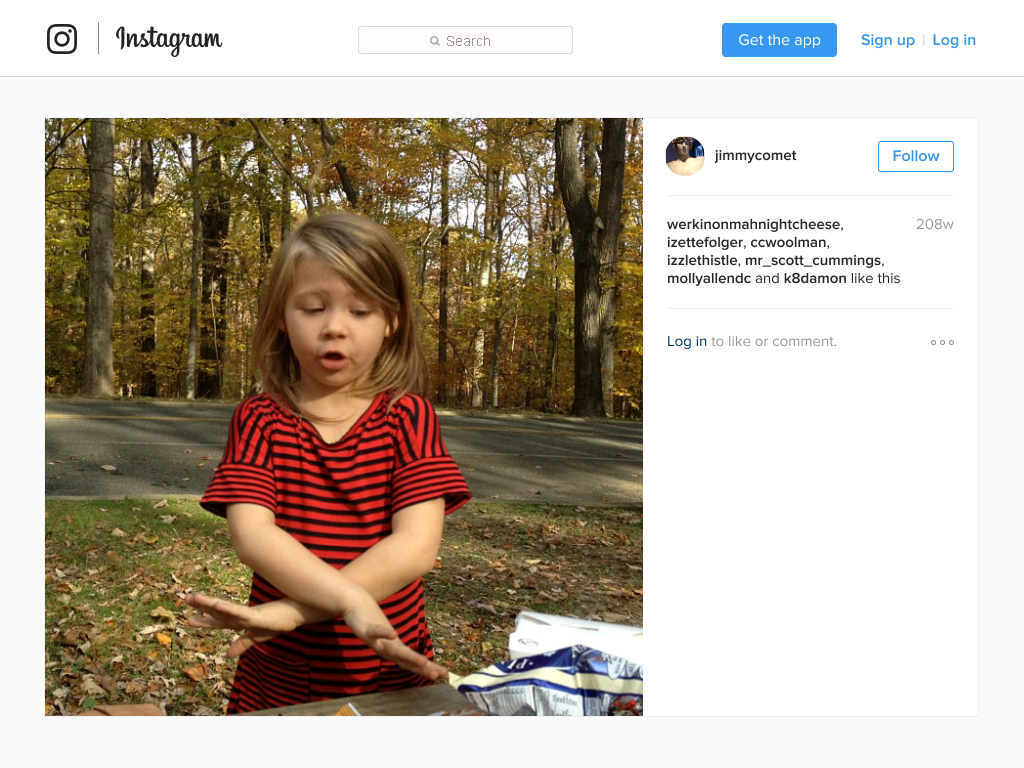 Instagram
Search
Get the app
Sign up | Log in
jimmycomet
Follow
werkinonmahnightcheese,
208w
izettefolger, ccwoolman,
izzlethistle, mr_scott_cummings,
mollyallendc and k8damon like this
Log in to like or comment.